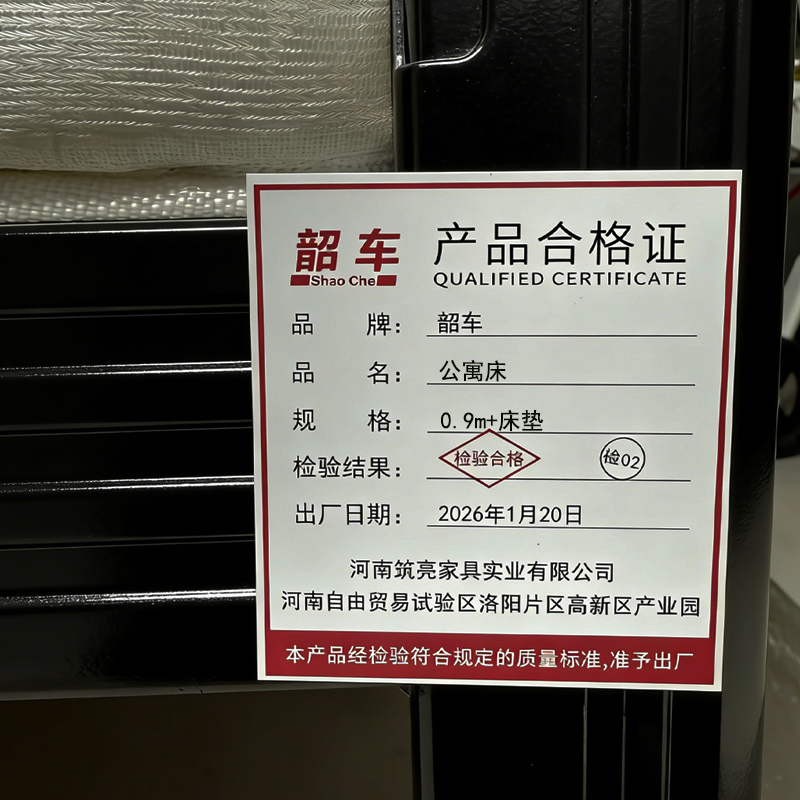 韶车
Shao Che
产品合格证
QUALIFIED CERTIFICATE
品 牌： 韶车
品 名： 公寓床
规 格： 0.9m+床垫
检验结果： 检验合格 检02
出厂日期： 2026年1月20日
河南筑亮家具实业有限公司
河南自由贸易试验区洛阳片区高新区产业园
本产品经检验符合规定的质量标准,准予出厂